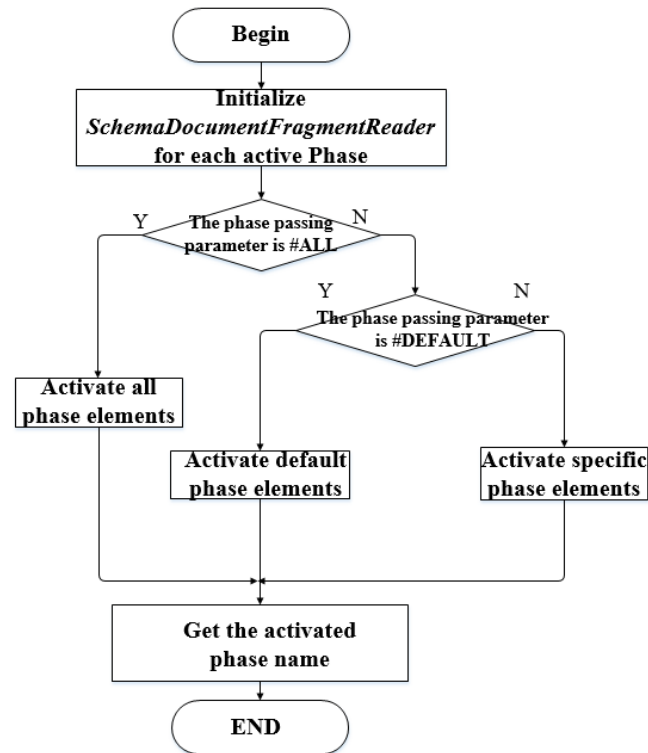 Begin
Initialize
SchemaDocumentFragmentReader
for each active Phase
Y
The phase passing
parameter is #ALL
N
Y
The phase passing parameter
is #DEFAULT
N
Activate all
phase elements
Activate default
phase elements
Activate specific
phase elements
Get the activated
phase name
END